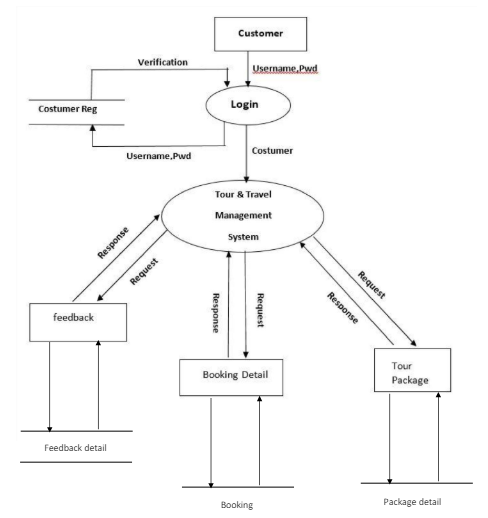 Customer
Verification
Username,Pwd
Costumer Reg
Login
Username,Pwd
Costumer
Tour & Travel
Management
System
Response
Request
Response
Request
Request
Response
feedback
Booking Detail
Tour
Package
Feedback detail
Booking
Package detail